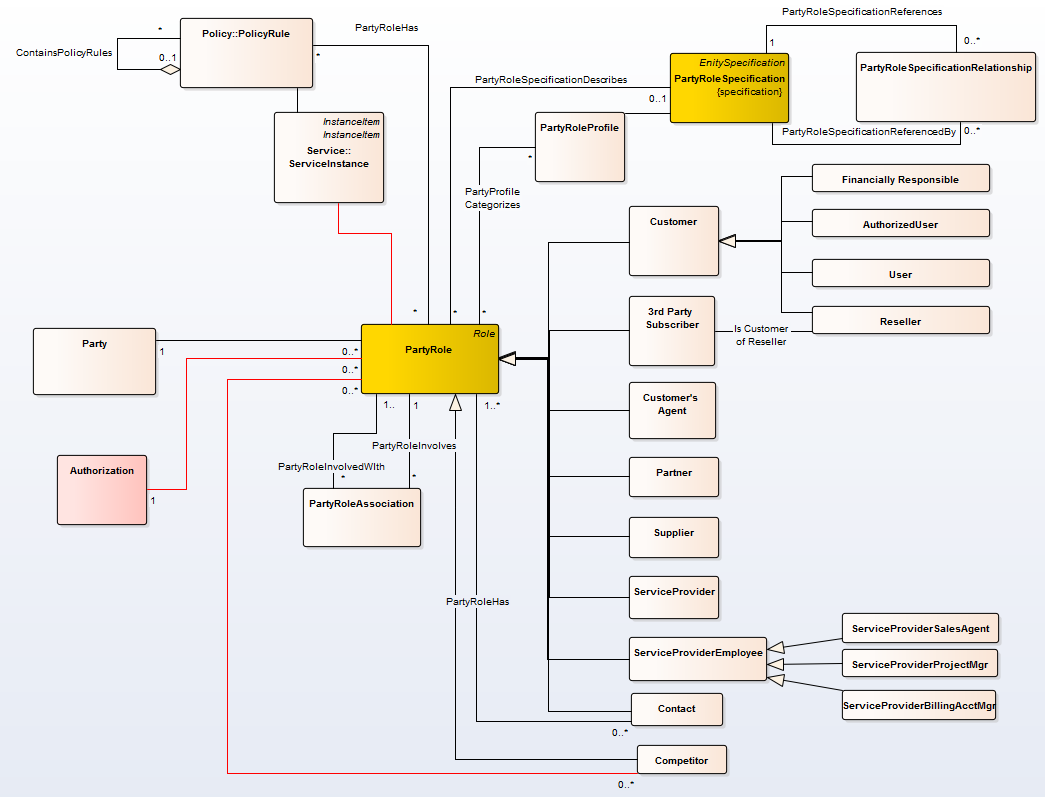 PartyRoleSpecificationReferences
*
Policy::PolicyRule
PartyRoleHas
1
0..*
ContainsPolicyRules
0..1
*
EnitySpecification
PartyRoleSpecification
{specification}
PartyRoleSpecificationRelationship
PartyRoleSpecificationDescribes
0..1
InstanceItem
InstanceItem
Service::
ServiceInstance
PartyRoleProfile
*
PartyRoleSpecificationReferencedBy
0..*
PartyProfile
Categorizes
Financially Responsible
Customer
AuthorizedUser
User
3rd Party
Subscriber
Is Customer
of Reseller
Reseller
*
*
*
Role
PartyRole
Party
1
0..*
0..*
0..*
1..
1
1..*
Customer's
Agent
PartyRoleInvolves
PartyRoleInvolvedWIth
*
*
Authorization
1
PartyRoleAssociation
Partner
Supplier
ServiceProvider
PartyRoleHas
ServiceProviderEmployee
ServiceProviderSalesAgent
ServiceProviderProjectMgr
ServiceProviderBillingAcctMgr
Contact
0..*
Competitor
0..*